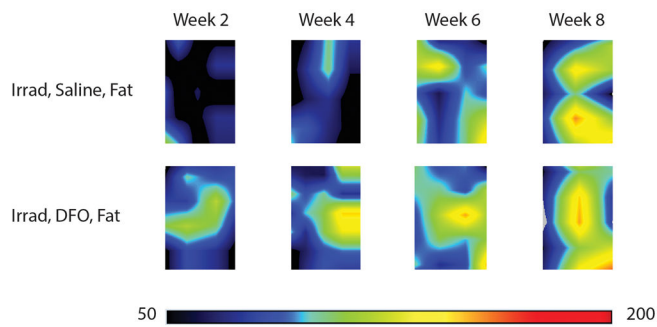 Week 2 Week 4 Week 6 Week 8
Irrad, Saline, Fat
Irrad, DFO, Fat
50 200